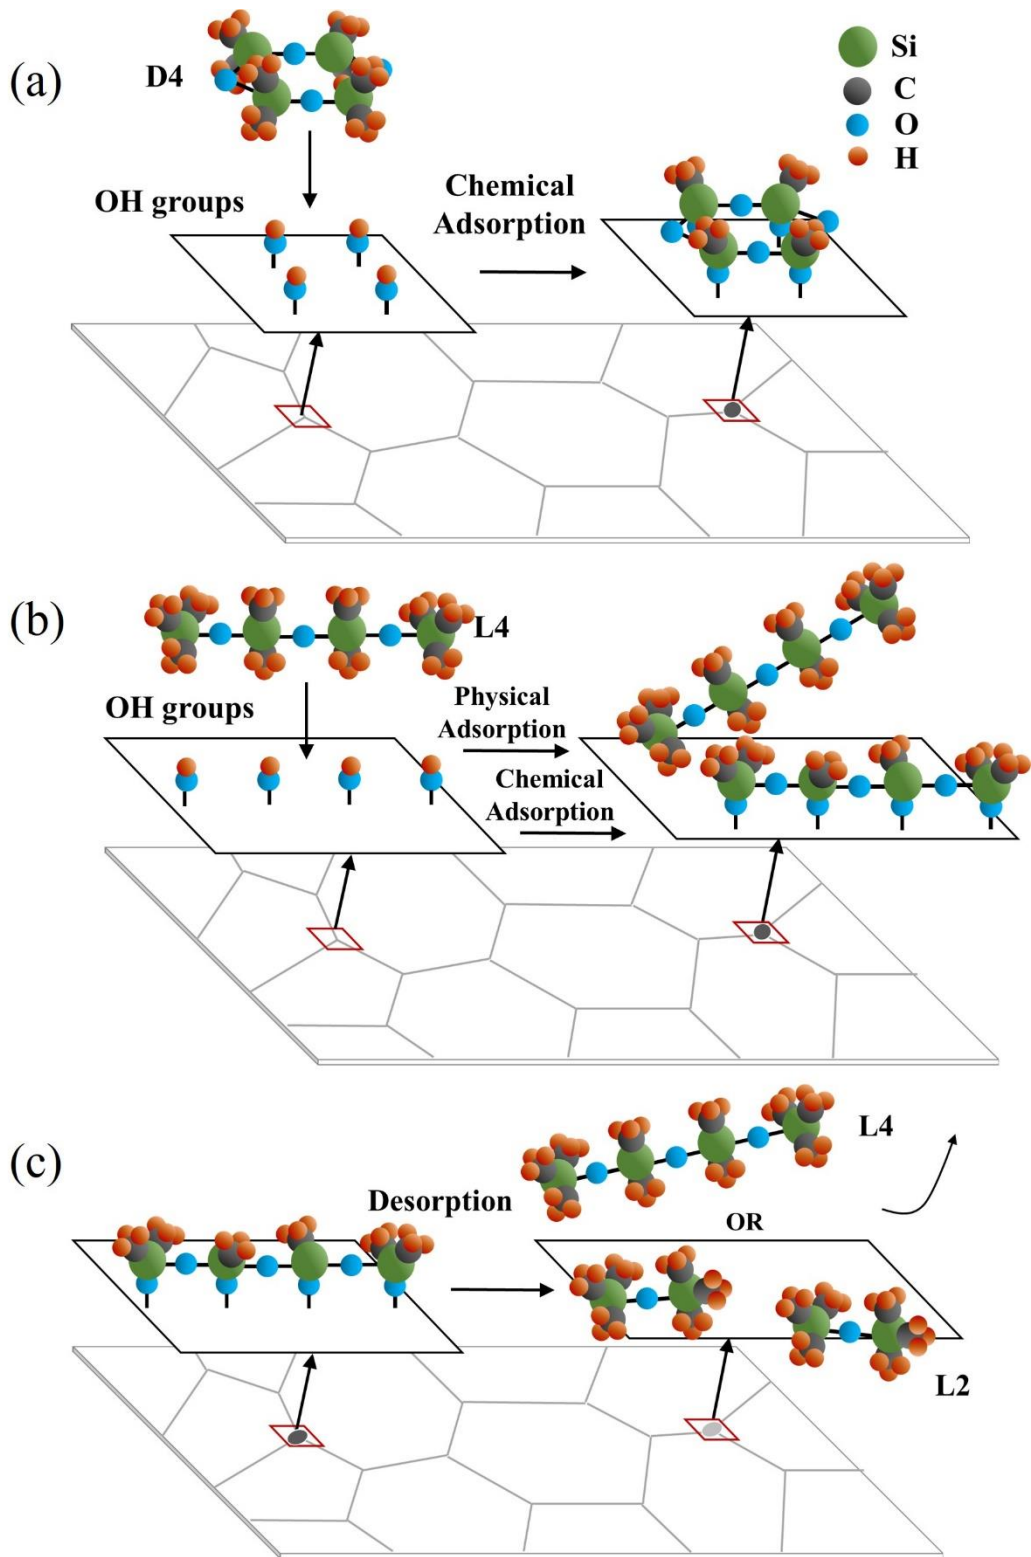 (a)
D4
Si
C
O
H
OH groups
Chemical
Adsorption
(b)
L4
OH groups
Physical
Adsorption
Chemical
Adsorption
(c)
L4
Desorption
OR
L2